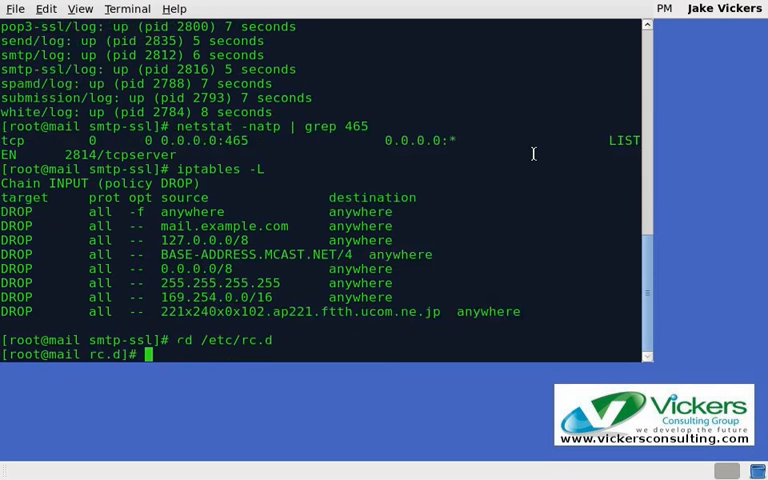 File Edit View Terminal Help PM Jake Vickers
pop3-ssl/log: up (pid 2800) 7 seconds
send/log: up (pid 2835) 5 seconds
smtp/log: up (pid 2812) 6 seconds
smtp-ssl/log: up (pid 2816) 5 seconds
spamd/log: up (pid 2788) 7 seconds
submission/log: up (pid 2793) 7 seconds
white/log: up (pid 2784) 8 seconds
[root@mail smtp-ssl]# netstat -natp | grep 465
tcp 0 0 0.0.0.0:465 0.0.0.0:* LIST
EN 2814/tcpserver
[root@mail smtp-ssl]# iptables -L
Chain INPUT (policy DROP)
target prot opt source destination
DROP all -f anywhere anywhere
DROP all -- mail.example.com anywhere
DROP all -- 127.0.0.0/8 anywhere
DROP all -- BASE-ADDRESS.MCAST.NET/4 anywhere
DROP all -- 0.0.0.0/8 anywhere
DROP all -- 255.255.255.255 anywhere
DROP all -- 169.254.0.0/16 anywhere
DROP all -- 221x240x0x102.ap221.ftth.ucom.ne.jp anywhere
[root@mail smtp-ssl]# rd /etc/rc.d
[root@mail rc.d]#
Vickers
Consulting Group
we develop the future
www.vickersconsulting.com